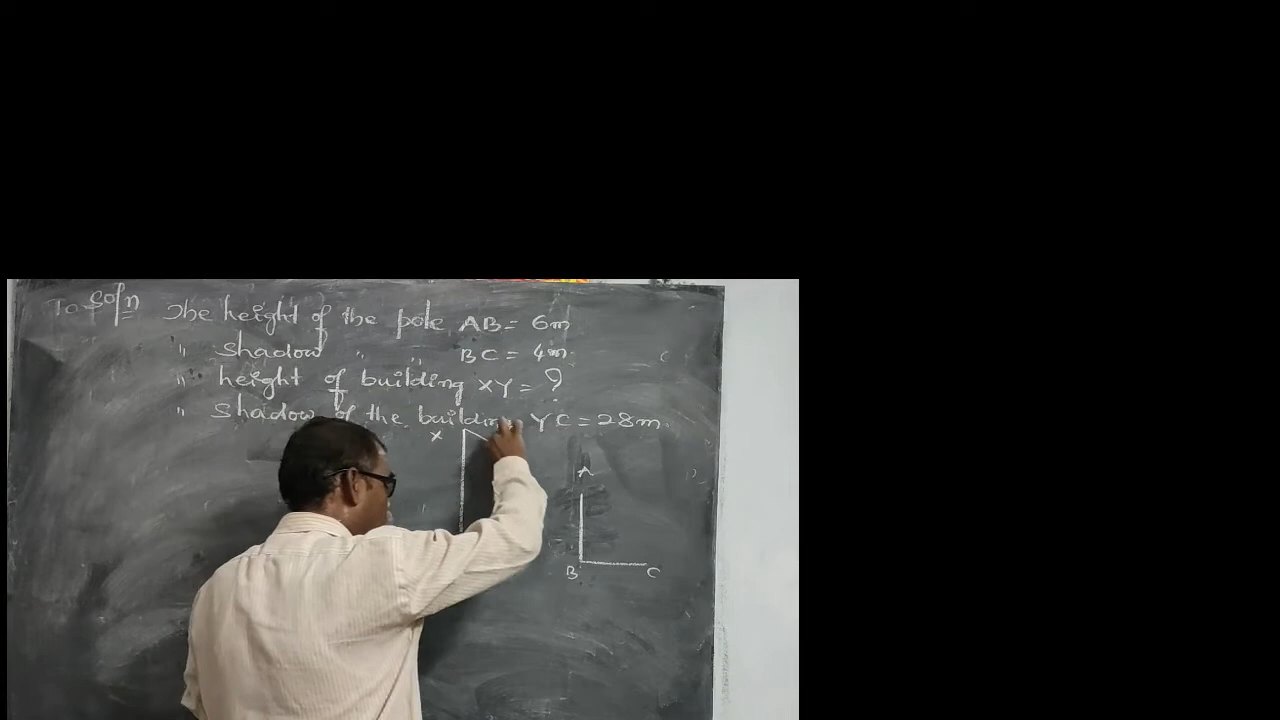 Soln The height of the pole AB = 6m
" Shadow " " BC = 4m
" height of building XY = ?
" Shadow of the building YC = 28m
X
A
B C